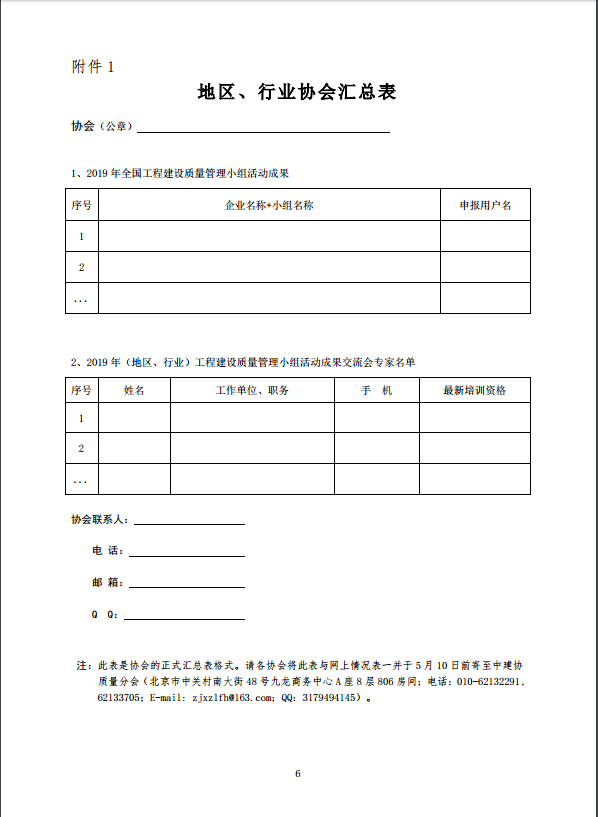 附件 1
地区、行业协会汇总表
协会（公章）
1、2019 年全国工程建设质量管理小组活动成果
序号 企业名称+小组名称 申报用户名
1
2
...
2、2019 年（地区、行业）工程建设质量管理小组活动成果交流会专家名单
序号 姓名 工作单位、职务 手 机 最新培训资格
1
2
...
协会联系人：
电 话：
邮 箱：
Q Q：
注：此表是协会的正式汇总表格式。请各协会将此表与网上情况表一并于 5 月 10 日前寄至中建协
质量分会（北京市中关村南大街 48 号九龙商务中心 A 座 8 层 806 房间；电话：010-62132291、
62133705；E-mail：zjxzlfh@163.com；QQ：3179494145）。
6